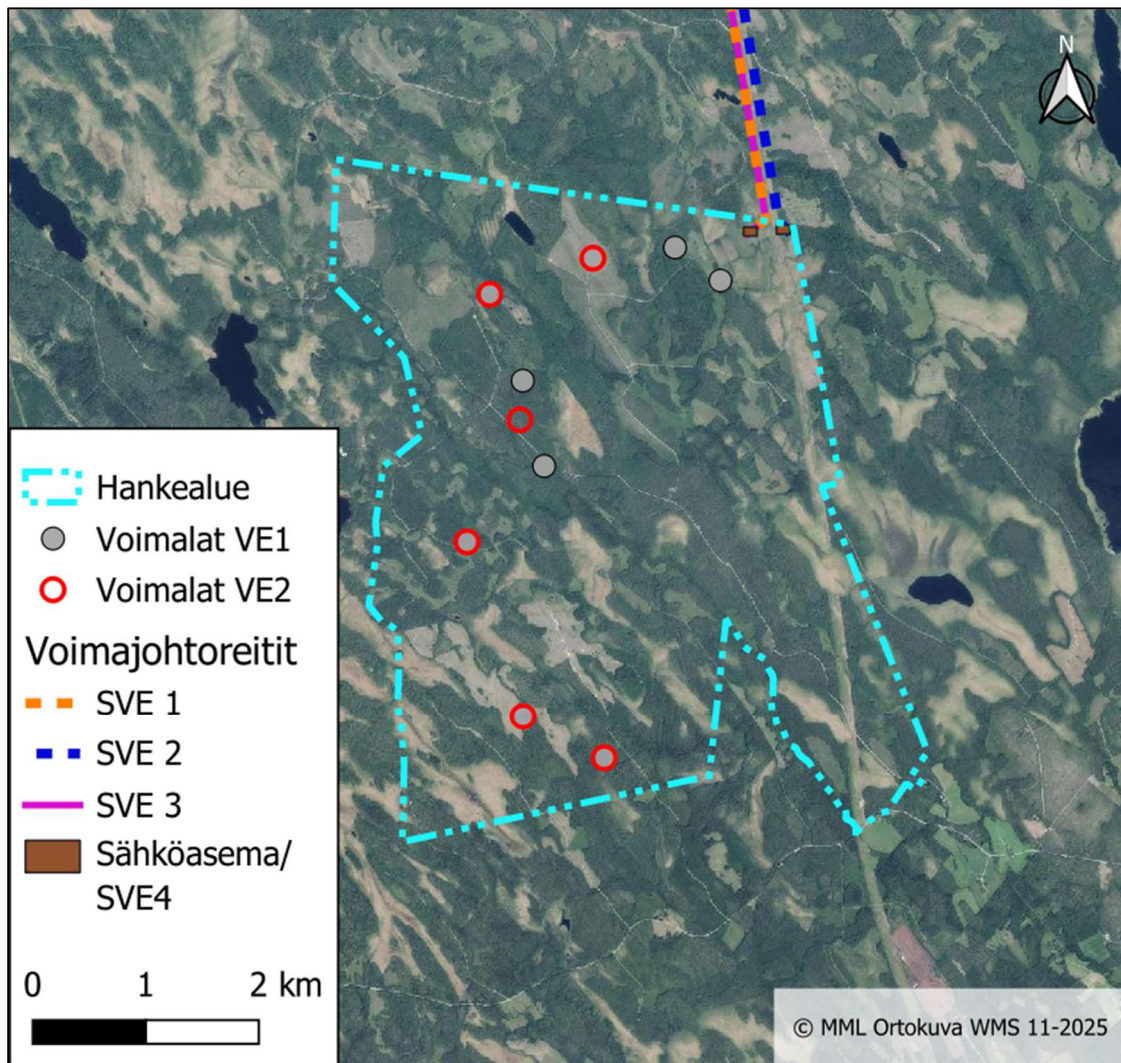 N
Hankealue
Voimalat VE1
Voimalat VE2
Voimajohtoreitit
SVE 1
SVE 2
SVE 3
Sähköasema/
SVE4
0 1 2 km
© MML Ortokuva WMS 11-2025